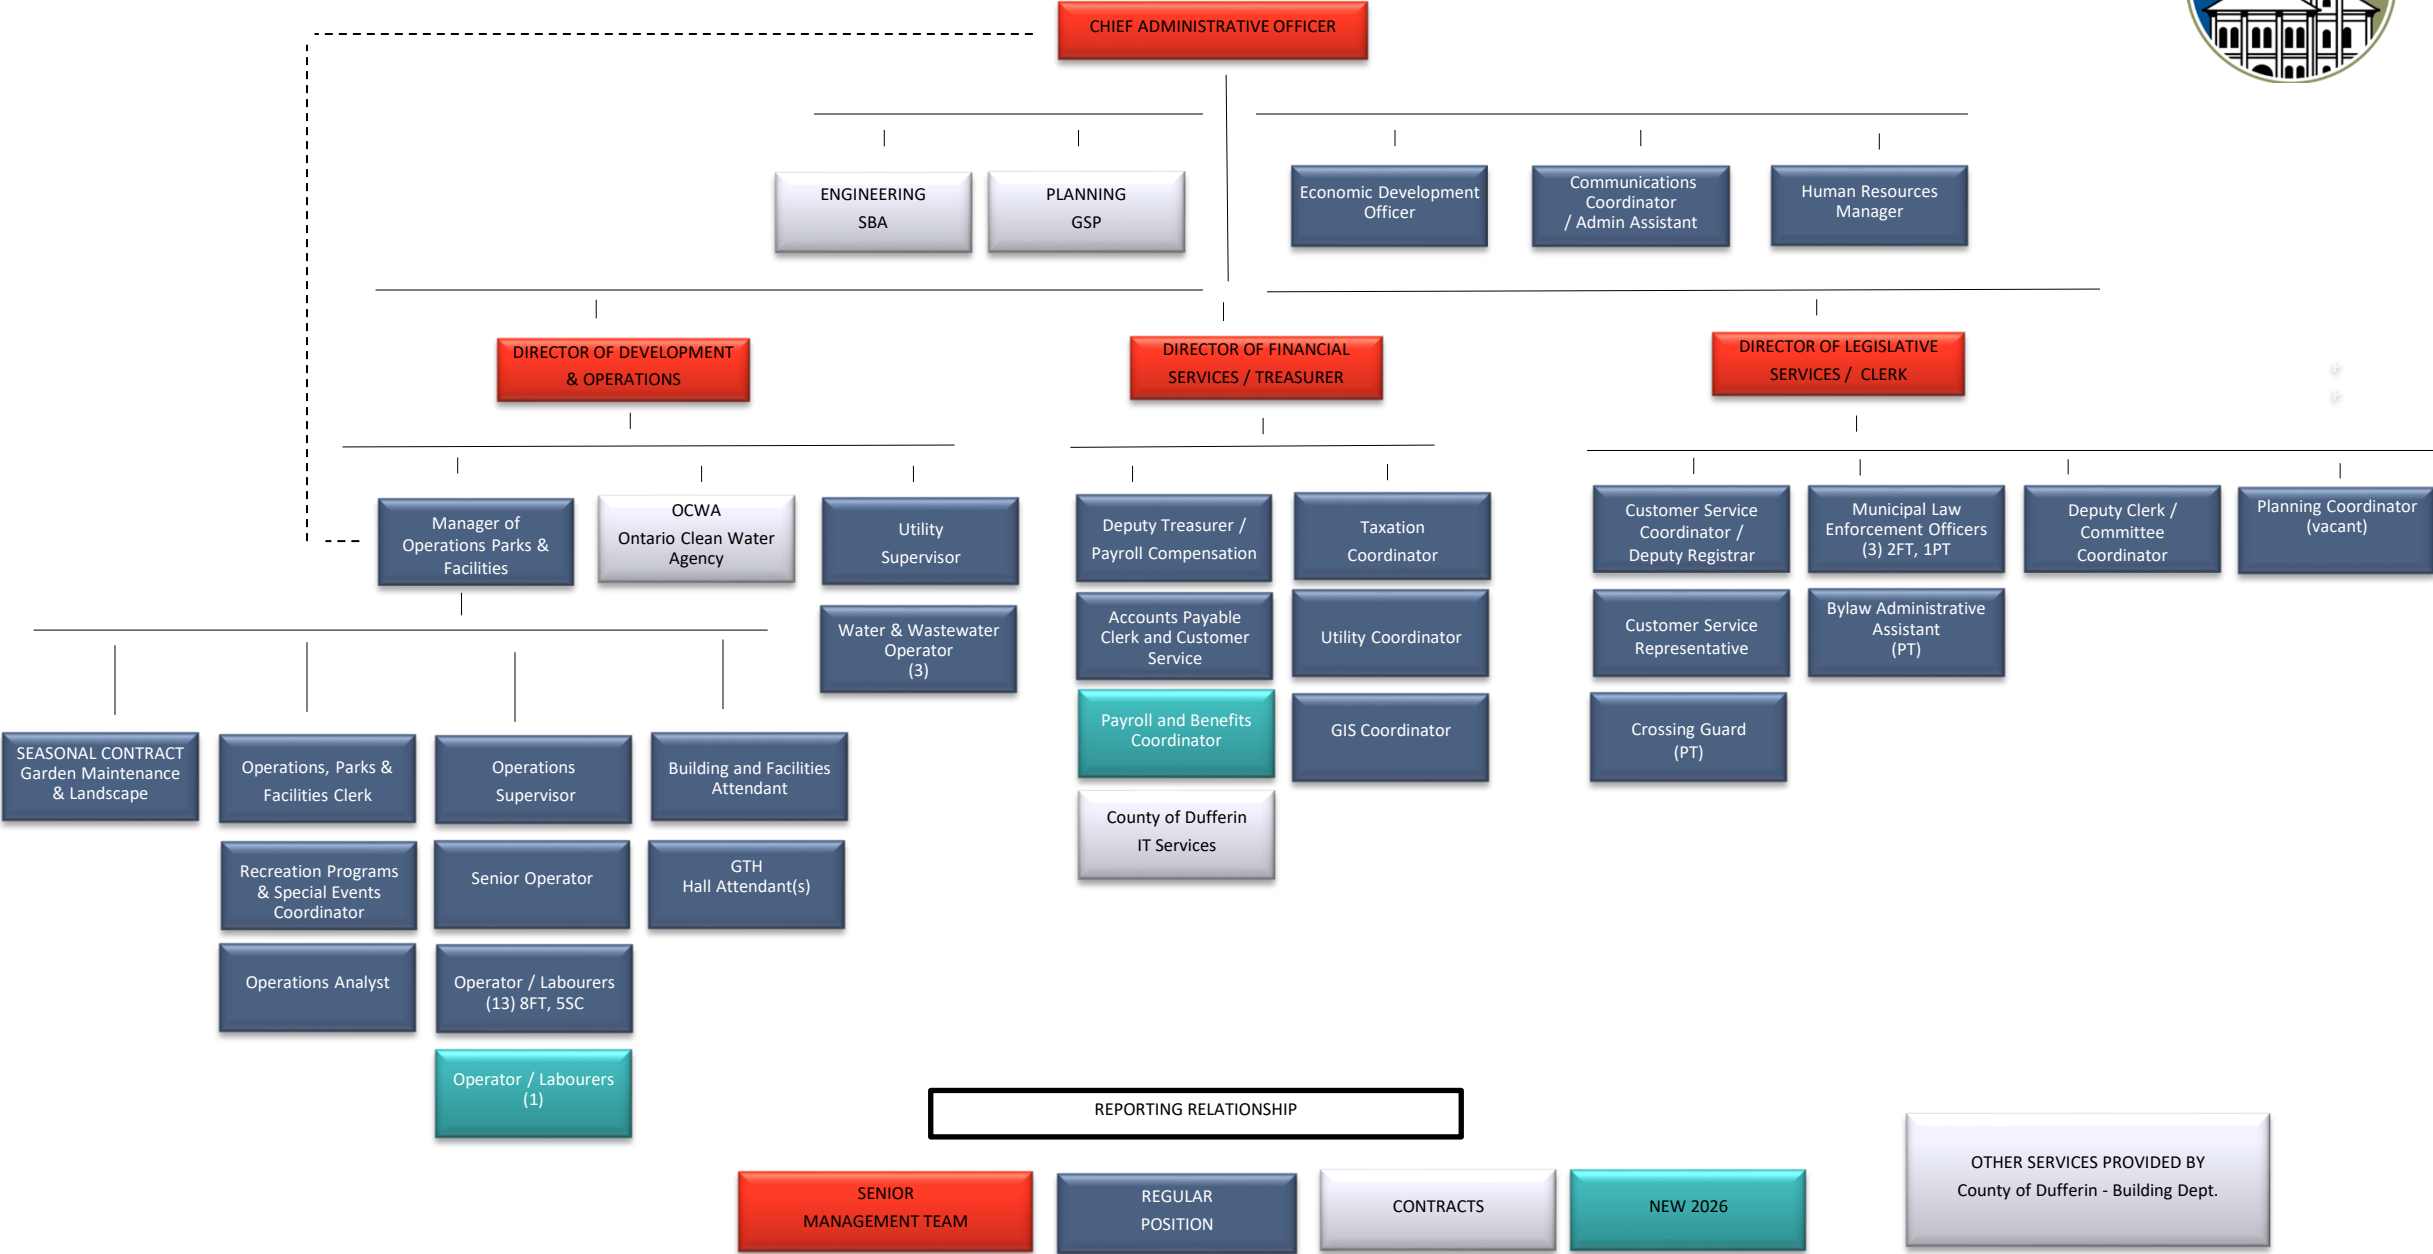 CHIEF ADMINISTRATIVE OFFICER
ENGINEERING
SBA
PLANNING
GSP
Economic Development
Officer
Communications
Coordinator
/ Admin Assistant
Human Resources
Manager
DIRECTOR OF DEVELOPMENT
& OPERATIONS
DIRECTOR OF FINANCIAL
SERVICES / TREASURER
DIRECTOR OF LEGISLATIVE
SERVICES / CLERK
Manager of
Operations Parks &
Facilities
OCWA
Ontario Clean Water
Agency
Utility
Supervisor
Water & Wastewater
Operator
(3)
Deputy Treasurer /
Payroll Compensation
Taxation
Coordinator
Accounts Payable
Clerk and Customer
Service
Utility Coordinator
Payroll and Benefits
Coordinator
GIS Coordinator
County of Dufferin
IT Services
Customer Service
Coordinator /
Deputy Registrar
Municipal Law
Enforcement Officers
(3) 2FT, 1PT
Deputy Clerk /
Committee
Coordinator
Planning Coordinator
(vacant)
Customer Service
Representative
Bylaw Administrative
Assistant
(PT)
Crossing Guard
(PT)
SEASONAL CONTRACT
Garden Maintenance
& Landscape
Operations, Parks &
Facilities Clerk
Operations
Supervisor
Building and Facilities
Attendant
Recreation Programs
& Special Events
Coordinator
Senior Operator
GTH
Hall Attendant(s)
Operations Analyst
Operator / Labourers
(13) 8FT, 5SC
Operator / Labourers
(1)
REPORTING RELATIONSHIP
SENIOR
MANAGEMENT TEAM
REGULAR
POSITION
CONTRACTS
NEW 2026
OTHER SERVICES PROVIDED BY
County of Dufferin - Building Dept.